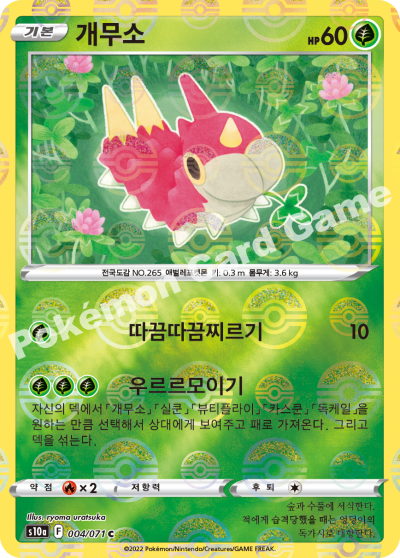 기본 개무소 HP 60
전국도감 NO.265 애벌레포켓몬 키: 0.3 m 몸무게: 3.6 kg
Pokémon Card Game
따끔따끔찌르기 10
우르르모이기
자신의 덱에서 「개무소」 「실쿤」 「뷰티플라이」 「카스쿤」 「독케일」을
원하는 만큼 선택해서 상대에게 보여주고 패로 가져온다. 그리고
덱을 섞는다.
약점 ×2 저항력 후퇴
Illus. ryoma uratsuka
s10a F 004/071 C
숲과 수풀에 서식한다.
적에게 습격당했을 때는 엉덩이의
독가시로 대항한다.
©2022 Pokémon/Nintendo/Creatures/GAME FREAK.